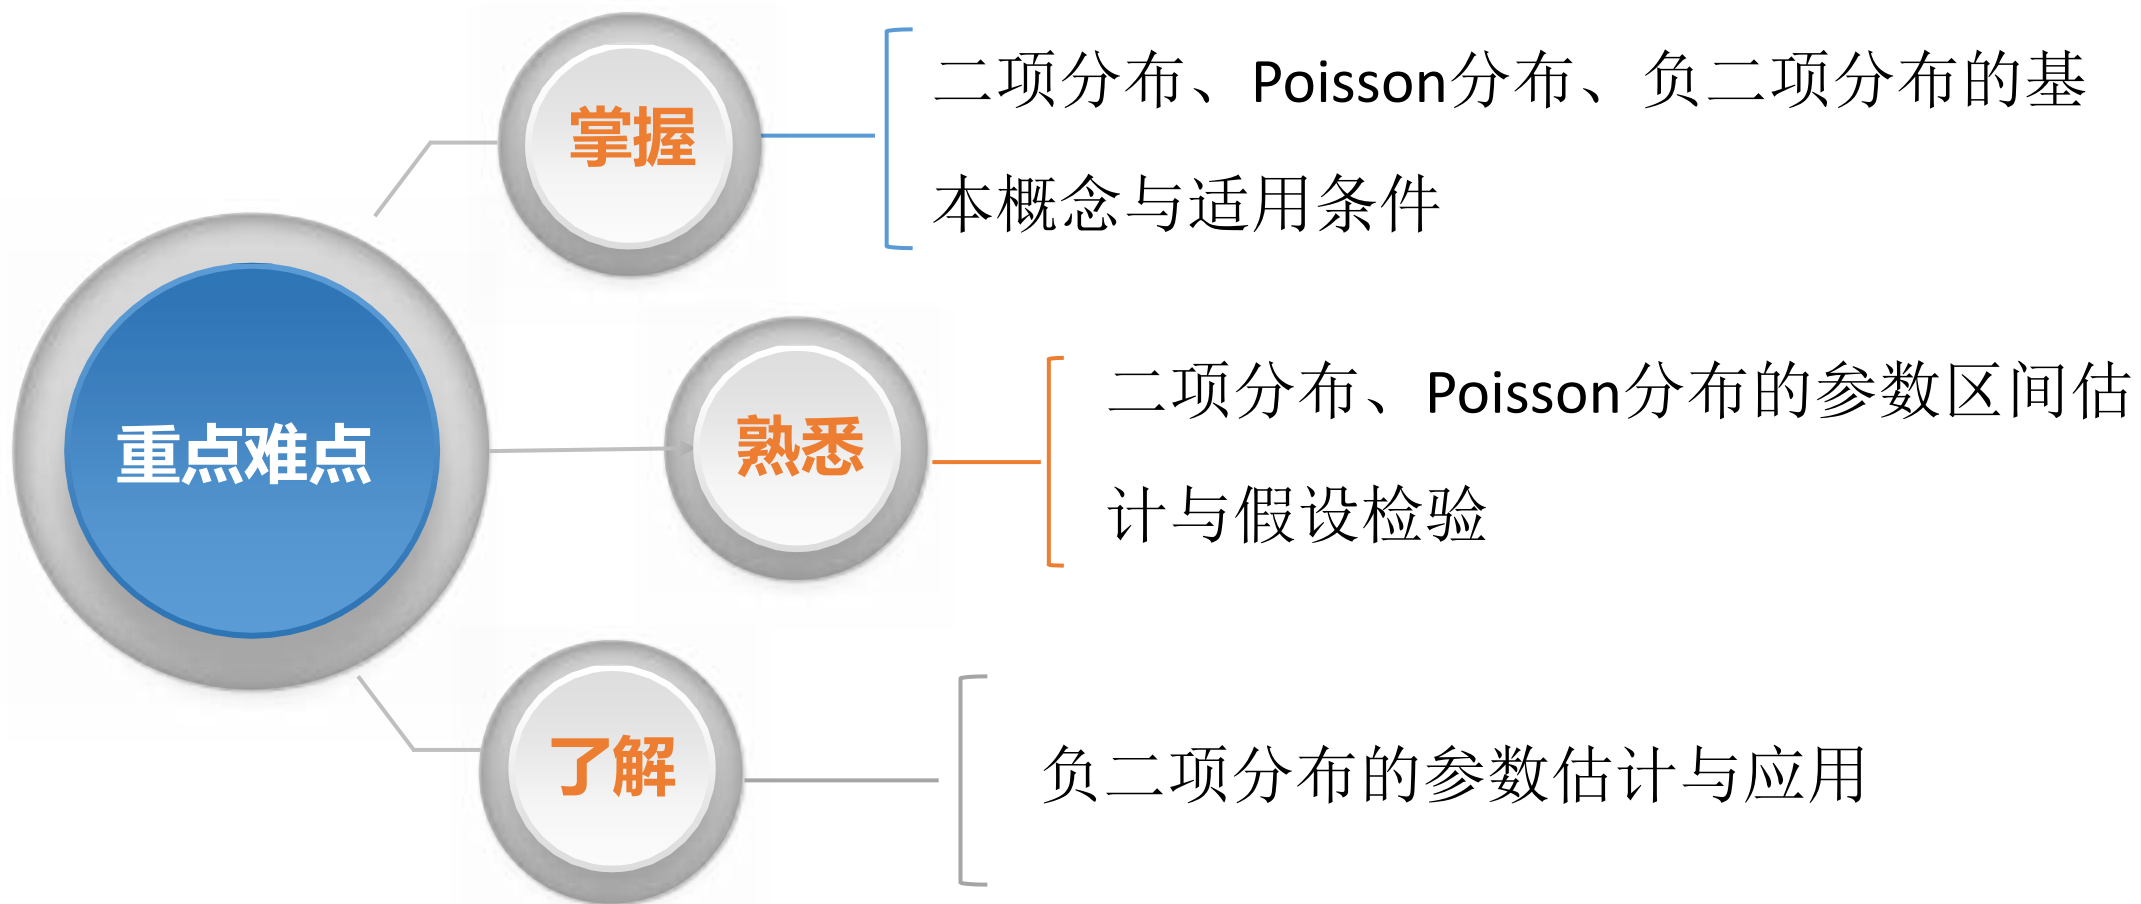 重点难点
掌握
二项分布、Poisson分布、负二项分布的基
本概念与适用条件
熟悉
二项分布、Poisson分布的参数区间估
计与假设检验
了解
负二项分布的参数估计与应用